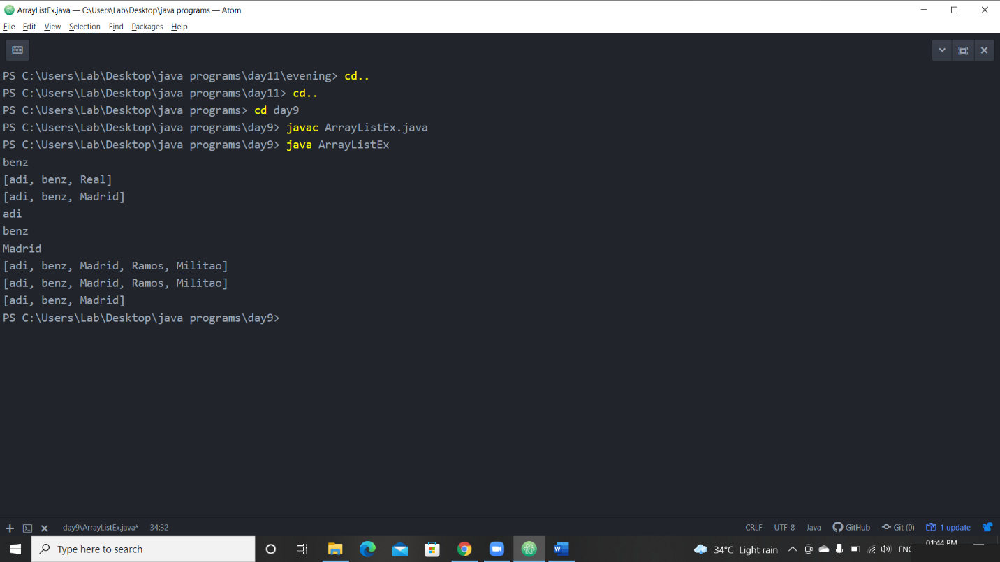 ArrayListEx.java — C:\Users\Lab\Desktop\java programs — Atom
File Edit View Selection Find Packages Help
PS C:\Users\Lab\Desktop\java programs\day11\evening> cd..
PS C:\Users\Lab\Desktop\java programs\day11> cd..
PS C:\Users\Lab\Desktop\java programs> cd day9
PS C:\Users\Lab\Desktop\java programs\day9> javac ArrayListEx.java
PS C:\Users\Lab\Desktop\java programs\day9> java ArrayListEx
benz
[adi, benz, Real]
[adi, benz, Madrid]
adi
benz
Madrid
[adi, benz, Madrid, Ramos, Militao]
[adi, benz, Madrid, Ramos, Militao]
[adi, benz, Madrid]
PS C:\Users\Lab\Desktop\java programs\day9>
day9\ArrayListEx.java* 34:32 CRLF UTF-8 Java GitHub Git (0) 1 update
Type here to search 34°C Light rain ENG 01:44 PM